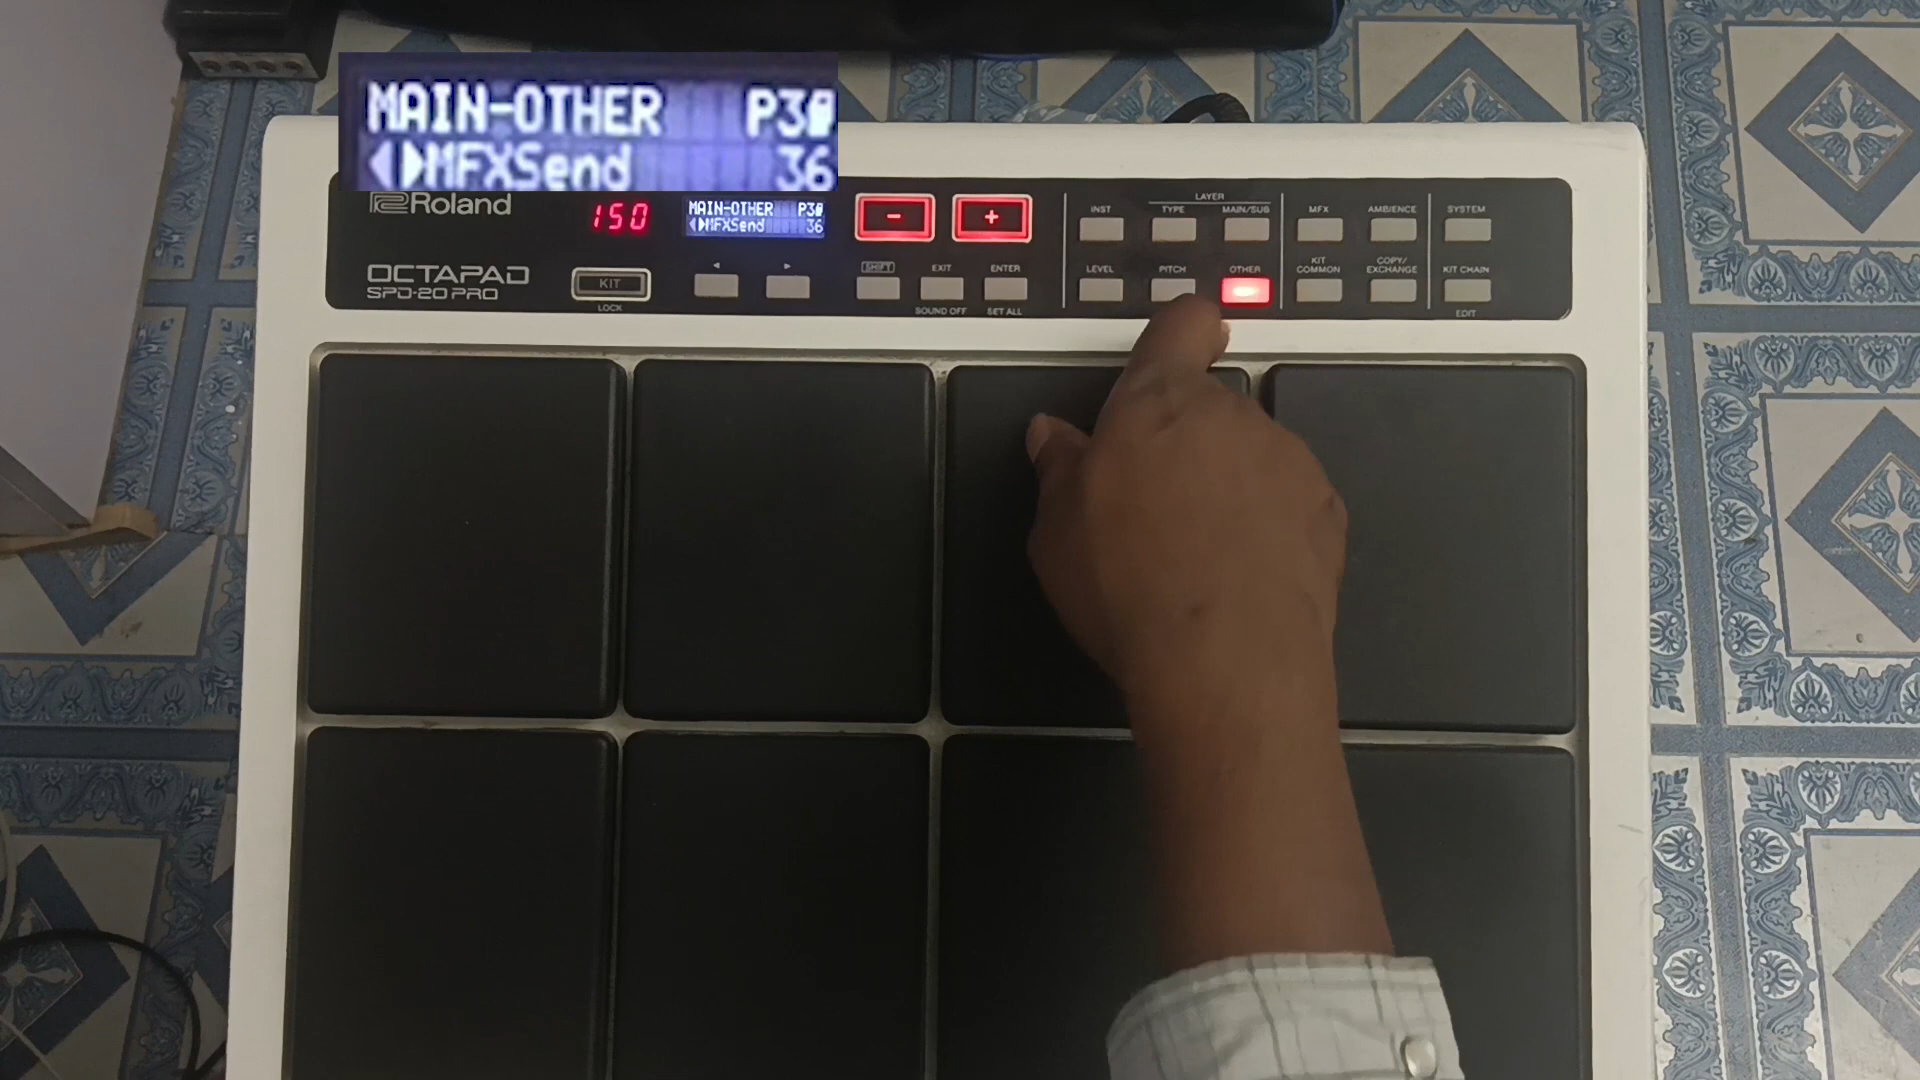 MAIN-OTHER P3
MFXSend 36
Roland
150
MAIN-OTHER P3
MFXSend 36
-
+
INST
LAYER
TYPE
MAIN/SUB
MFX
AMBIENCE
SYSTEM
OCTAPAD
SPD-20 PRO
KIT
LOCK
SHIFT
EXIT
ENTER
SOUND OFF
SET ALL
LEVEL
PITCH
OTHER
KIT
COMMON
COPY/
EXCHANGE
KIT CHAIN
EDIT